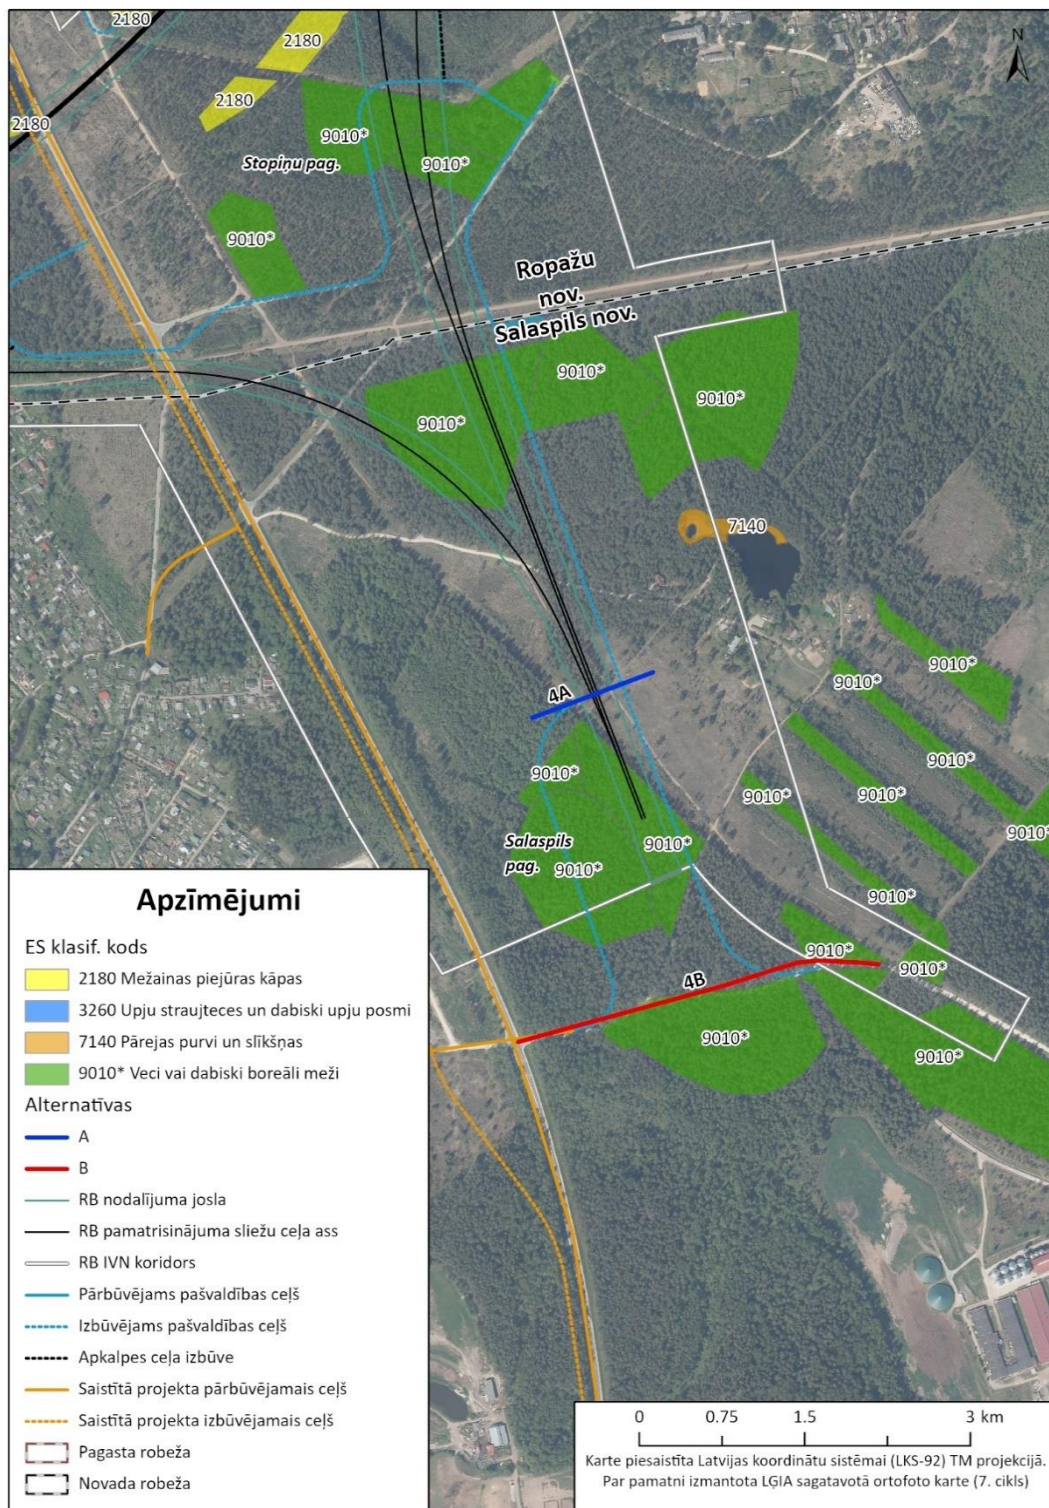 2180
N
2180
2180
2180
9010*
Stopiņu pag.
9010*
9010*
Ropažu
nov.
Salaspils nov.
9010*
9010*
9010*
7140
9010*
9010*
4A
9010*
9010*
9010*
9010*
9010*
Salaspils
pag.
9010*
9010*
9010*
9010*
9010*
4B
9010*
9010*
Apzīmējumi
ES klasif. kods
2180 Mežainas piejūras kāpas
3260 Upju straujteces un dabiski upju posmi
7140 Pārejas purvi un slīkšņas
9010* Veci vai dabiski boreāli meži
Alternatīvas
A
B
RB nodalījuma josla
RB pamatrisinājuma sliežu ceļa ass
RB IVN koridors
Pārbūvējams pašvaldības ceļš
Izbūvējams pašvaldības ceļš
Apkalpes ceļa izbūve
Saistītā projekta pārbūvējamais ceļš
Saistītā projekta izbūvējamais ceļš
Pagasta robeža
Novada robeža
0 0.75 1.5 3 km
Karte piesaistīta Latvijas koordinātu sistēmai (LKS-92) TM projekcijā.
Par pamatni izmantota LĢIA sagatavotā ortofoto karte (7. cikls)